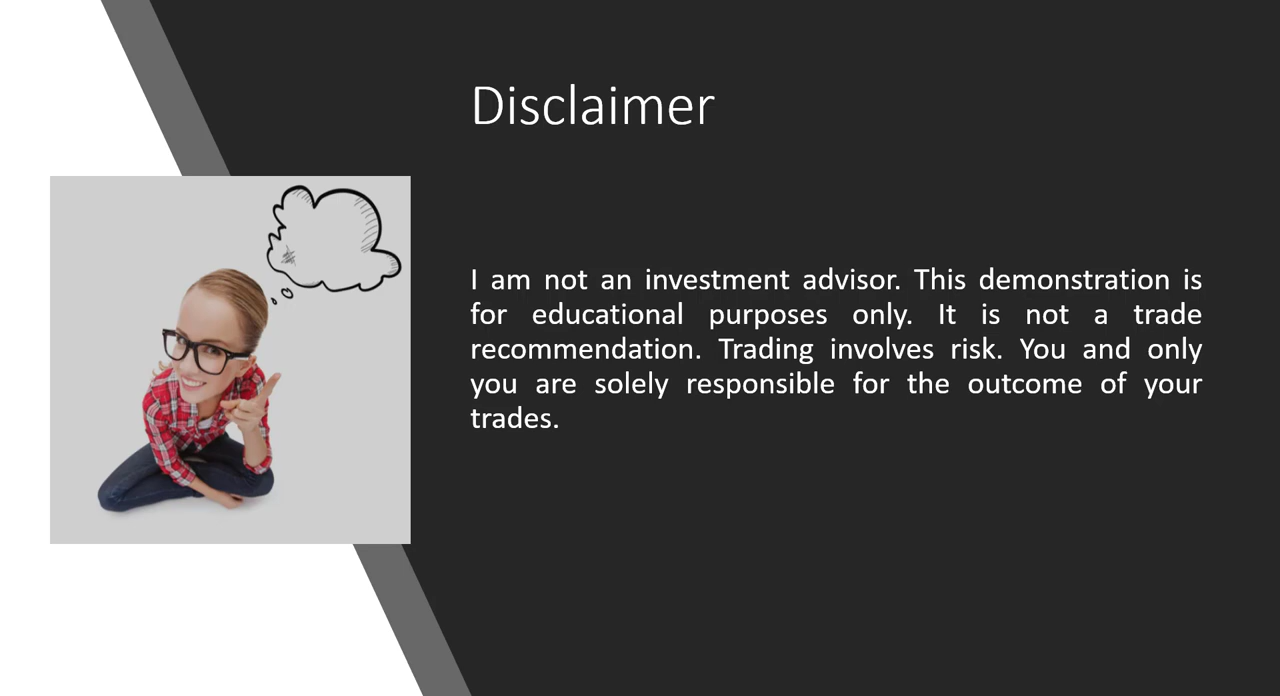 Disclaimer
I am not an investment advisor. This demonstration is
for educational purposes only. It is not a trade
recommendation. Trading involves risk. You and only
you are solely responsible for the outcome of your
trades.